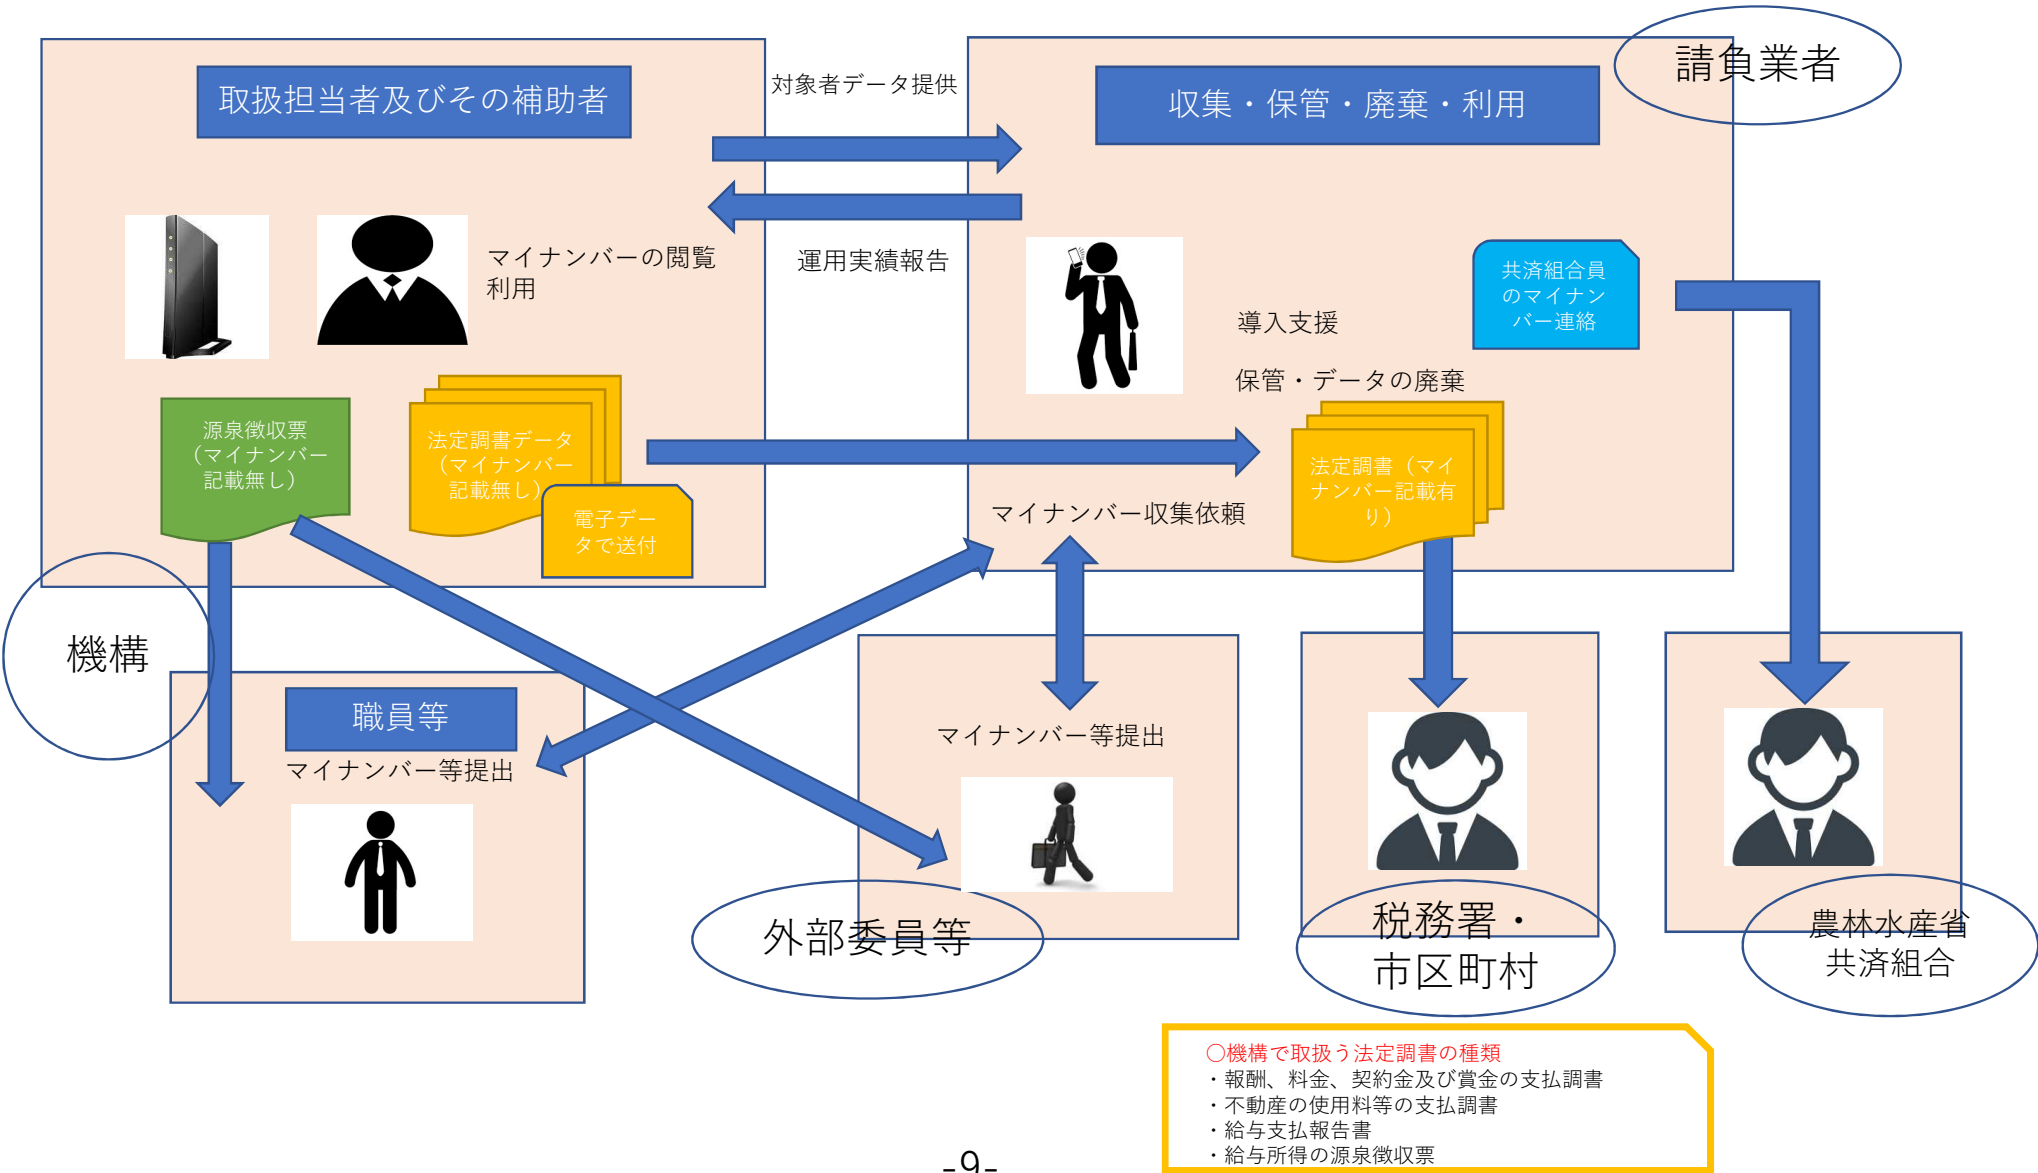 請負業者
取扱担当者及びその補助者
対象者データ提供
収集・保管・廃棄・利用
マイナンバーの閲覧
利用
運用実績報告
共済組合員
のマイナン
バー連絡
導入支援
保管・データの廃棄
源泉徴収票
（マイナンバー
記載無し）
法定調書データ
（マイナンバー
記載無し）
電子デー
タで送付
法定調書（マイ
ナンバー記載有
り）
マイナンバー収集依頼
機構
職員等
マイナンバー等提出
マイナンバー等提出
外部委員等
税務署・
市区町村
農林水産省
共済組合
〇機構で取扱う法定調書の種類
・報酬、料金、契約金及び賞金の支払調書
・不動産の使用料等の支払調書
・給与支払報告書
・給与所得の源泉徴収票
-9-